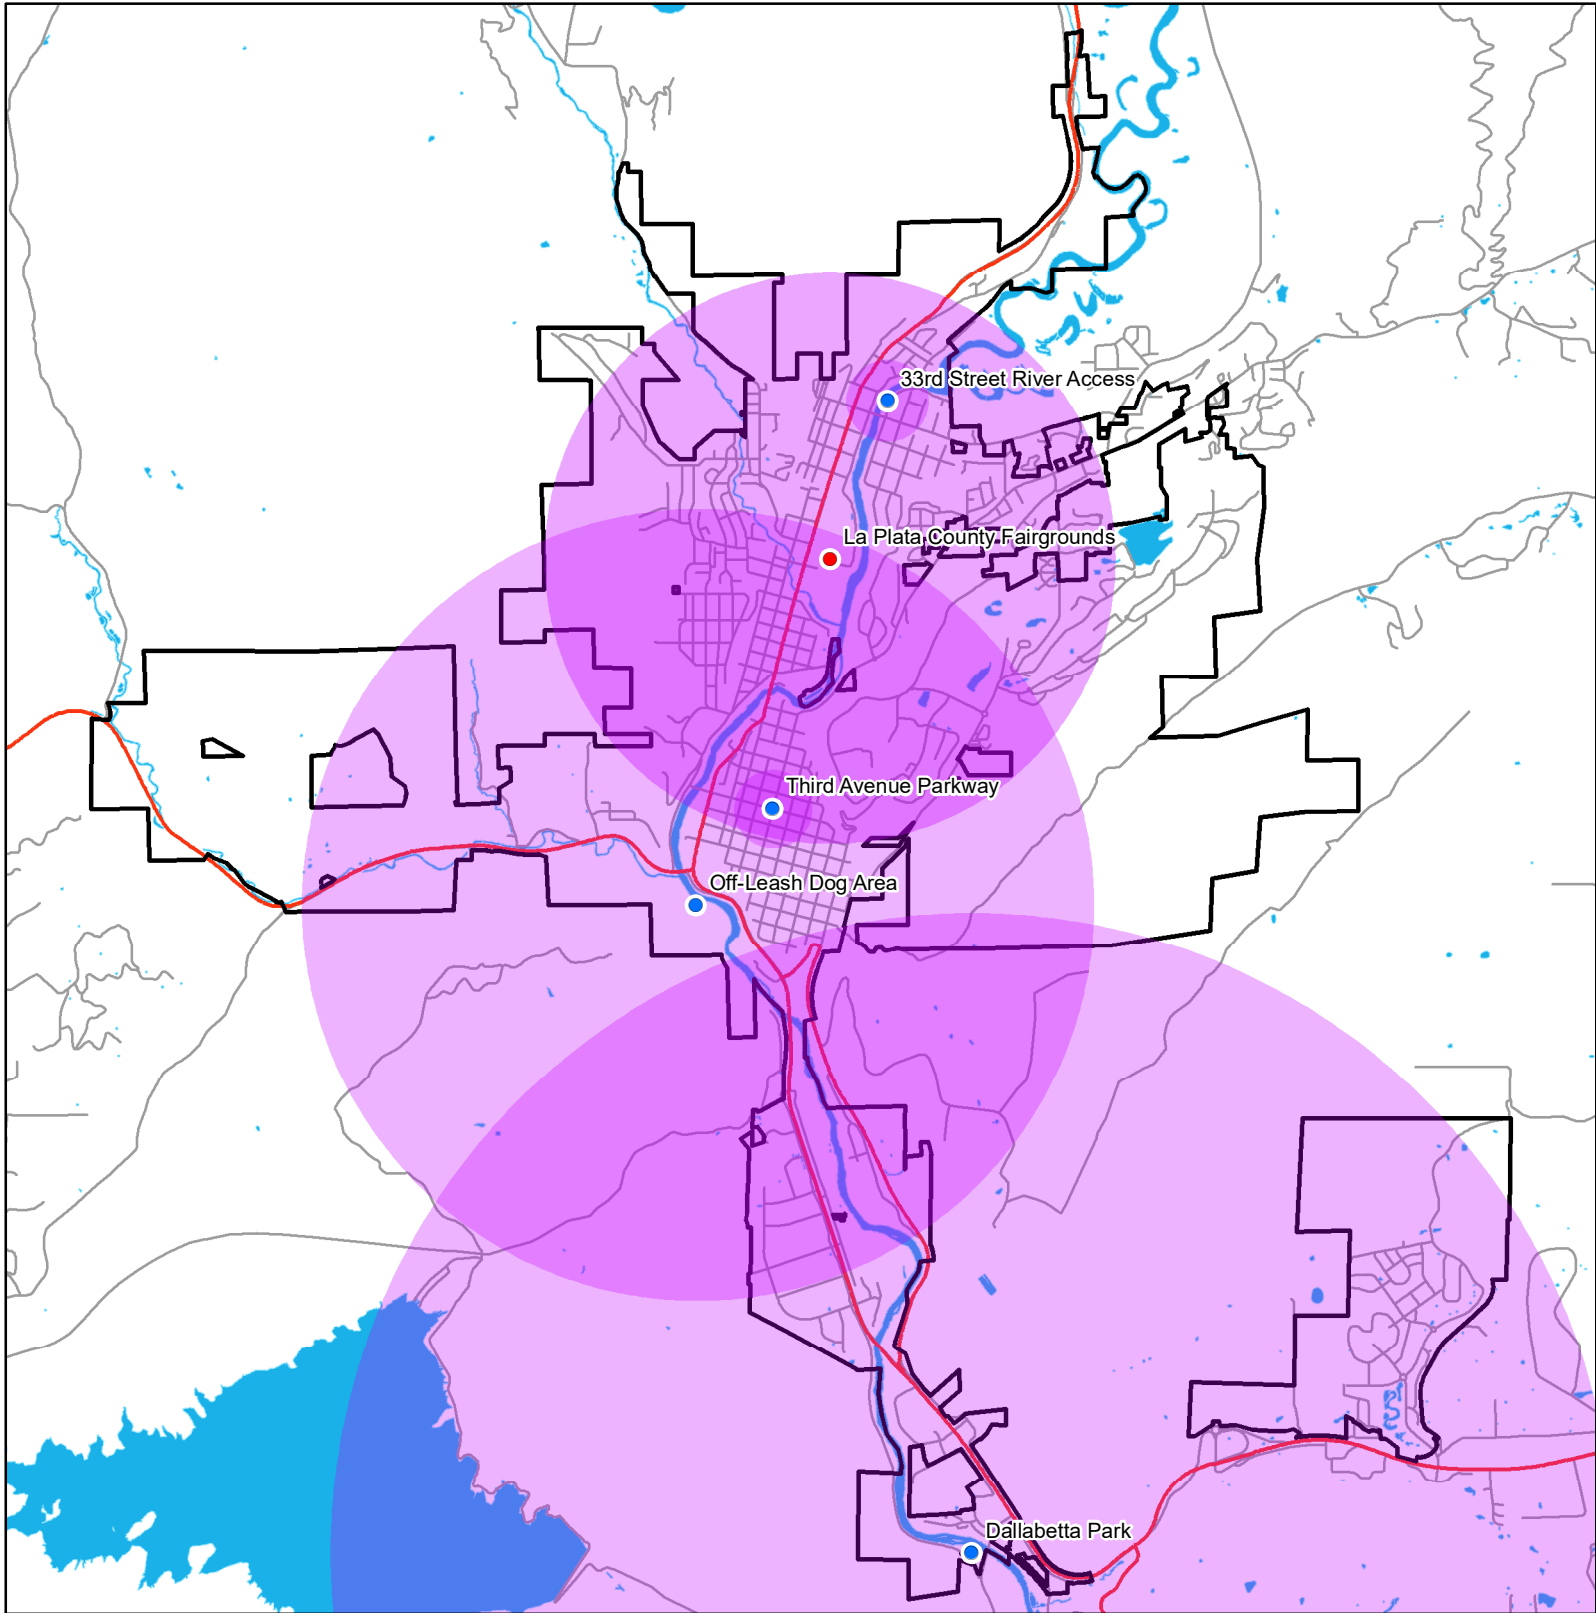 33rd Street River Access
La Plata County Fairgrounds
Third Avenue Parkway
Off-Leash Dog Area
Dallabetta Park